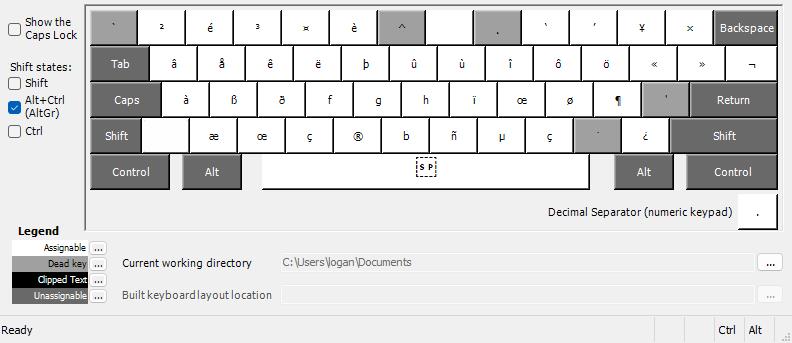 Show the
Caps Lock
Shift states:
Shift
Alt+Ctrl
(AltGr)
Ctrl
` ² é ³ ¤ è ^ . ‘ ’ ¥ × Backspace
Tab â å ê ë þ û ù î ô ö « » ¬
Caps à ß ð f g h ï œ ø ¶ ' Return
Shift æ œ ç ® b ñ µ ç ¿ Shift
Control Alt SP Alt Control
Decimal Separator (numeric keypad) .
Legend
Assignable ...
Dead key ...
Clipped Text ...
Unassignable ...
Current working directory C:\Users\logan\Documents ...
Built keyboard layout location ...
Ready Ctrl Alt